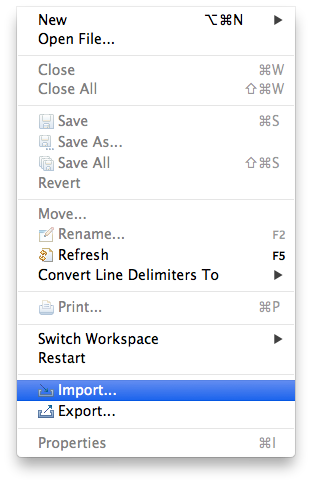 New ⌥⌘N ▶
Open File...
Close ⌘W
Close All ⇧⌘W
Save ⌘S
Save As...
Save All ⇧⌘S
Revert
Move...
Rename... F2
Refresh F5
Convert Line Delimiters To ▶
Print... ⌘P
Switch Workspace ▶
Restart
Import...
Export...
Properties ⌘I